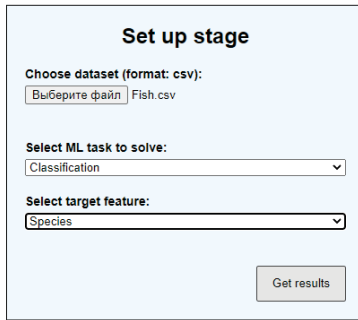 Set up stage
Choose dataset (format: csv):
Выберите файл Fish.csv
Select ML task to solve:
Classification
Select target feature:
Species
Get results